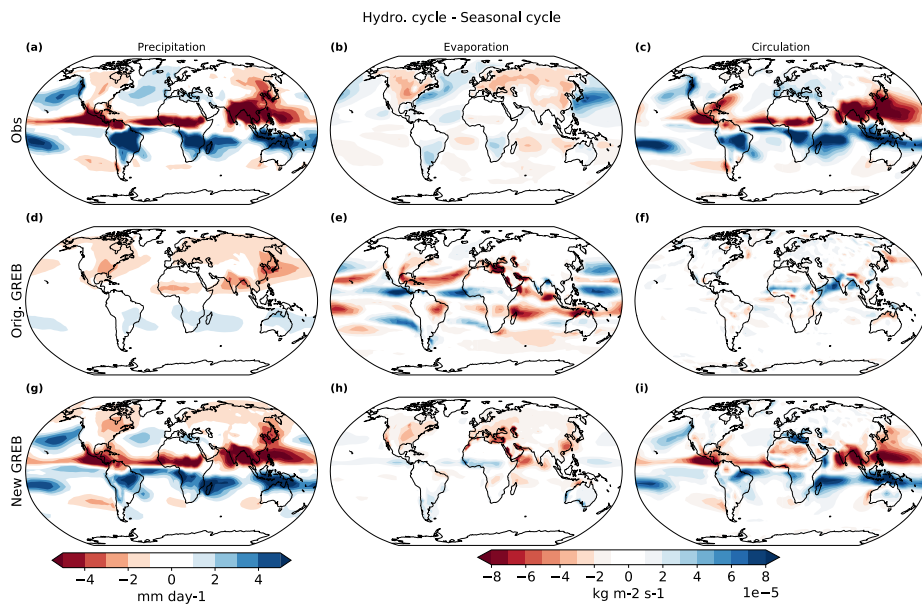 Hydro. cycle - Seasonal cycle
(a) Precipitation
(b) Evaporation
(c) Circulation
Obs
(d)
(e)
(f)
Orig. GREB
(g)
(h)
(i)
New GREB
−4 −2 0 2 4
mm day-1
−8 −6 −4 −2 0 2 4 6 8
kg m-2 s-1
1e−5